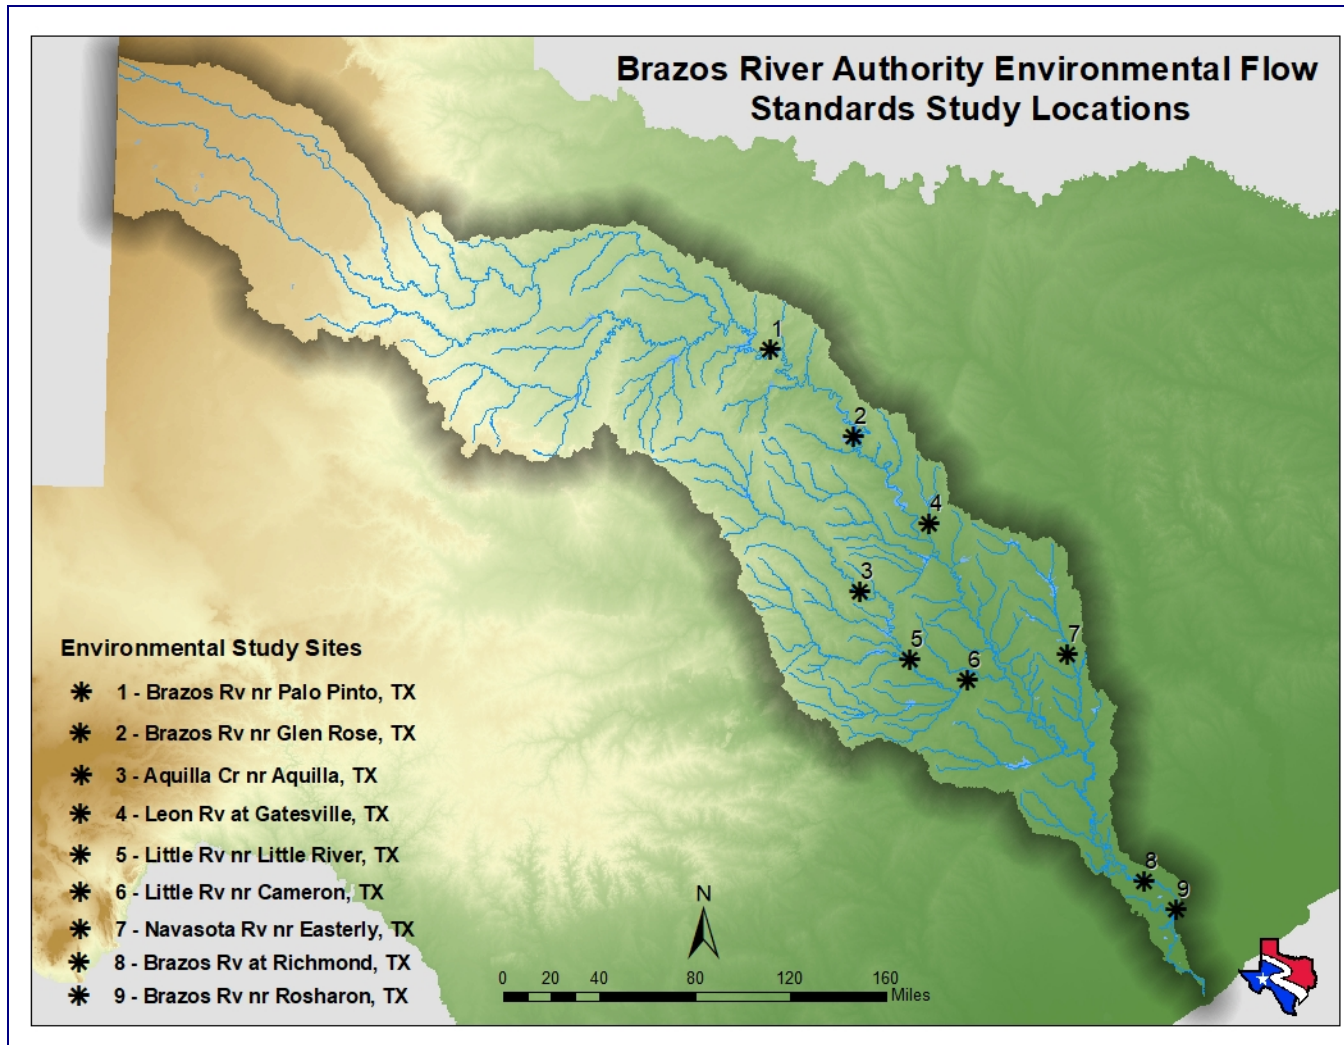 Brazos River Authority Environmental Flow
Standards Study Locations
1
2
4
3
5
6
7
8
9
Environmental Study Sites
1 - Brazos Rv nr Palo Pinto, TX
2 - Brazos Rv nr Glen Rose, TX
3 - Aquilla Cr nr Aquilla, TX
4 - Leon Rv at Gatesville, TX
5 - Little Rv nr Little River, TX
6 - Little Rv nr Cameron, TX
7 - Navasota Rv nr Easterly, TX
8 - Brazos Rv at Richmond, TX
9 - Brazos Rv nr Rosharon, TX
N
0 20 40 80 120 160
Miles